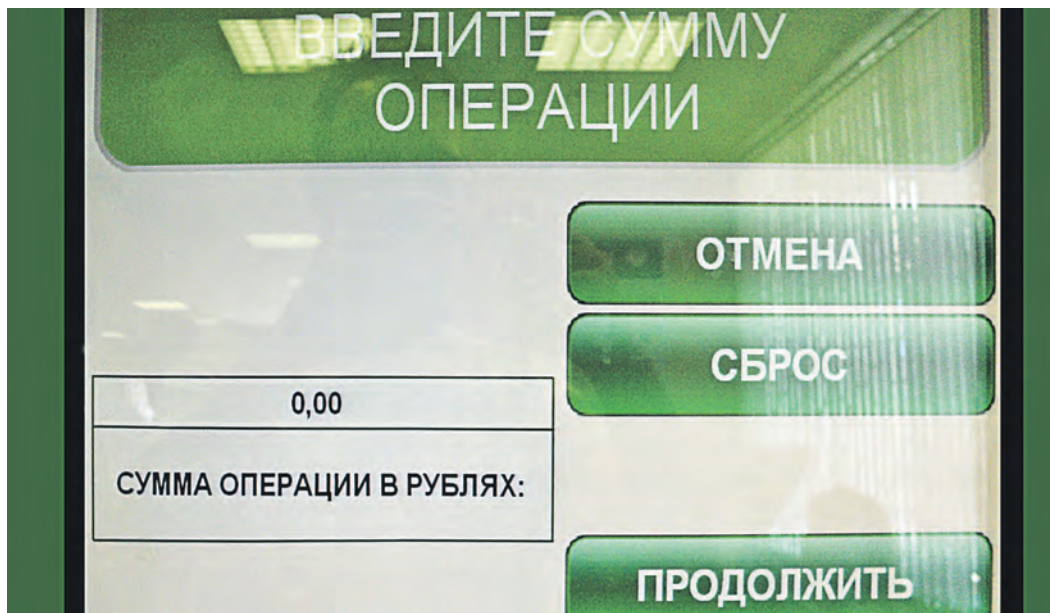 ВВЕДИТЕ СУММУ
ОПЕРАЦИИ
ОТМЕНА
СБРОС
0,00
СУММА ОПЕРАЦИИ В РУБЛЯХ:
ПРОДОЛЖИТЬ